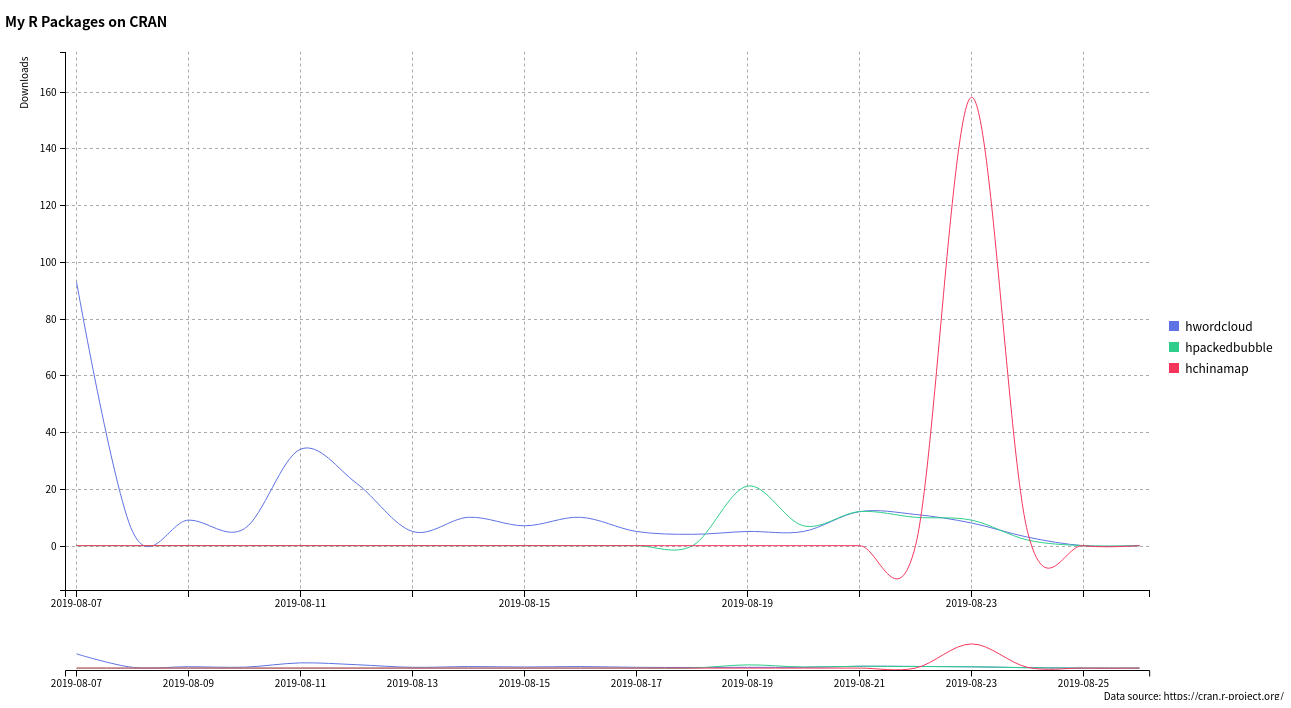 My R Packages on CRAN
Downloads
160
140
120
100
80
60
40
20
0
2019-08-07 2019-08-11 2019-08-15 2019-08-19 2019-08-23
hwordcloud
hpackedbubble
hchinamap
2019-08-07 2019-08-09 2019-08-11 2019-08-13 2019-08-15 2019-08-17 2019-08-19 2019-08-21 2019-08-23 2019-08-25
Data source: https://cran.r-project.org/